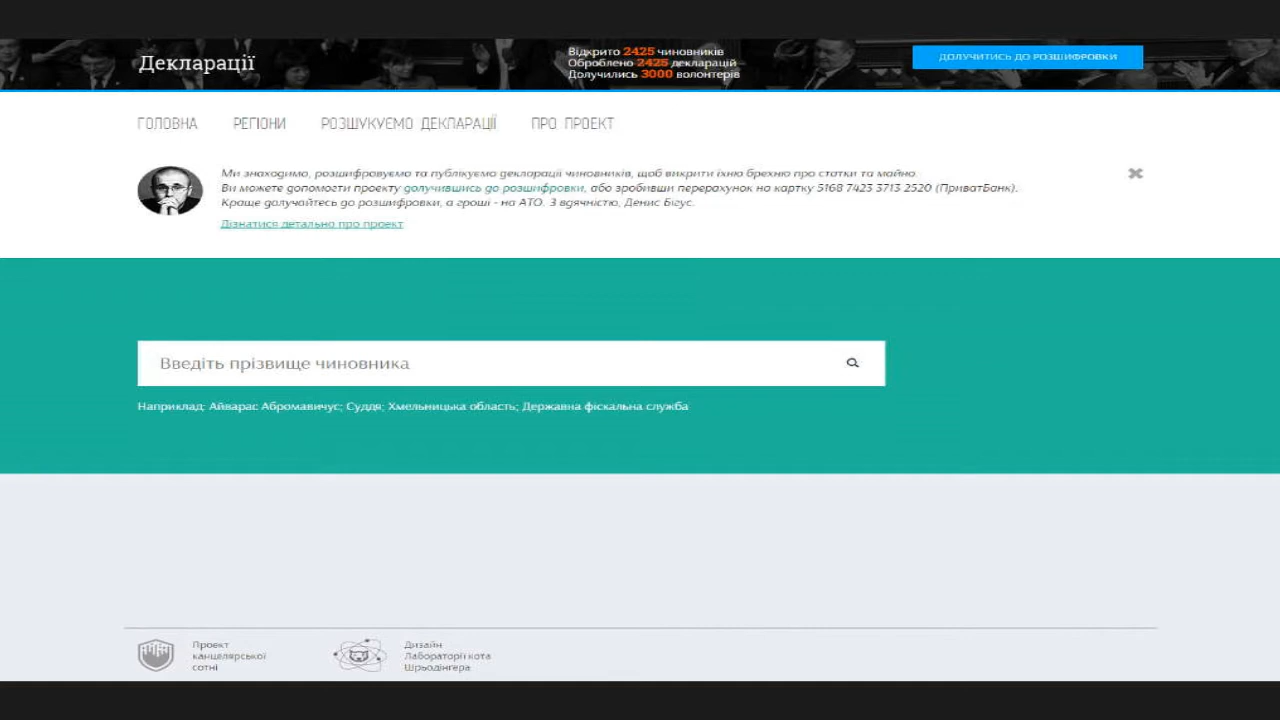 Декларації
Відкрито 2425 чиновників
Оброблено 2425 декларацій
Долучились 3000 волонтерів
ДОЛУЧИТИСЬ ДО РОЗШИФРОВКИ
ГОЛОВНА РЕГІОНИ РОЗШУКУЄМО ДЕКЛАРАЦІЇ ПРО ПРОЕКТ
Ми знаходимо, розшифровуємо та публікуємо декларації чиновників, щоб викрити їхню брехню про статки та майно.
Ви можете допомогти проекту долучившись до розшифровки, або зробивши перерахунок на картку 5168 7423 3713 2520 (ПриватБанк).
Краще долучайтесь до розшифровки, а гроші - на АТО. З вдячністю, Денис Бігус.
Дізнатися детально про проект
Введіть прізвище чиновника
Наприклад: Айварас Абромавичус; Суддя; Хмельницька область; Державна фіскальна служба
Проект
канцелярської
сотні
Дизайн
Лабораторії кота
Шрьодінгера